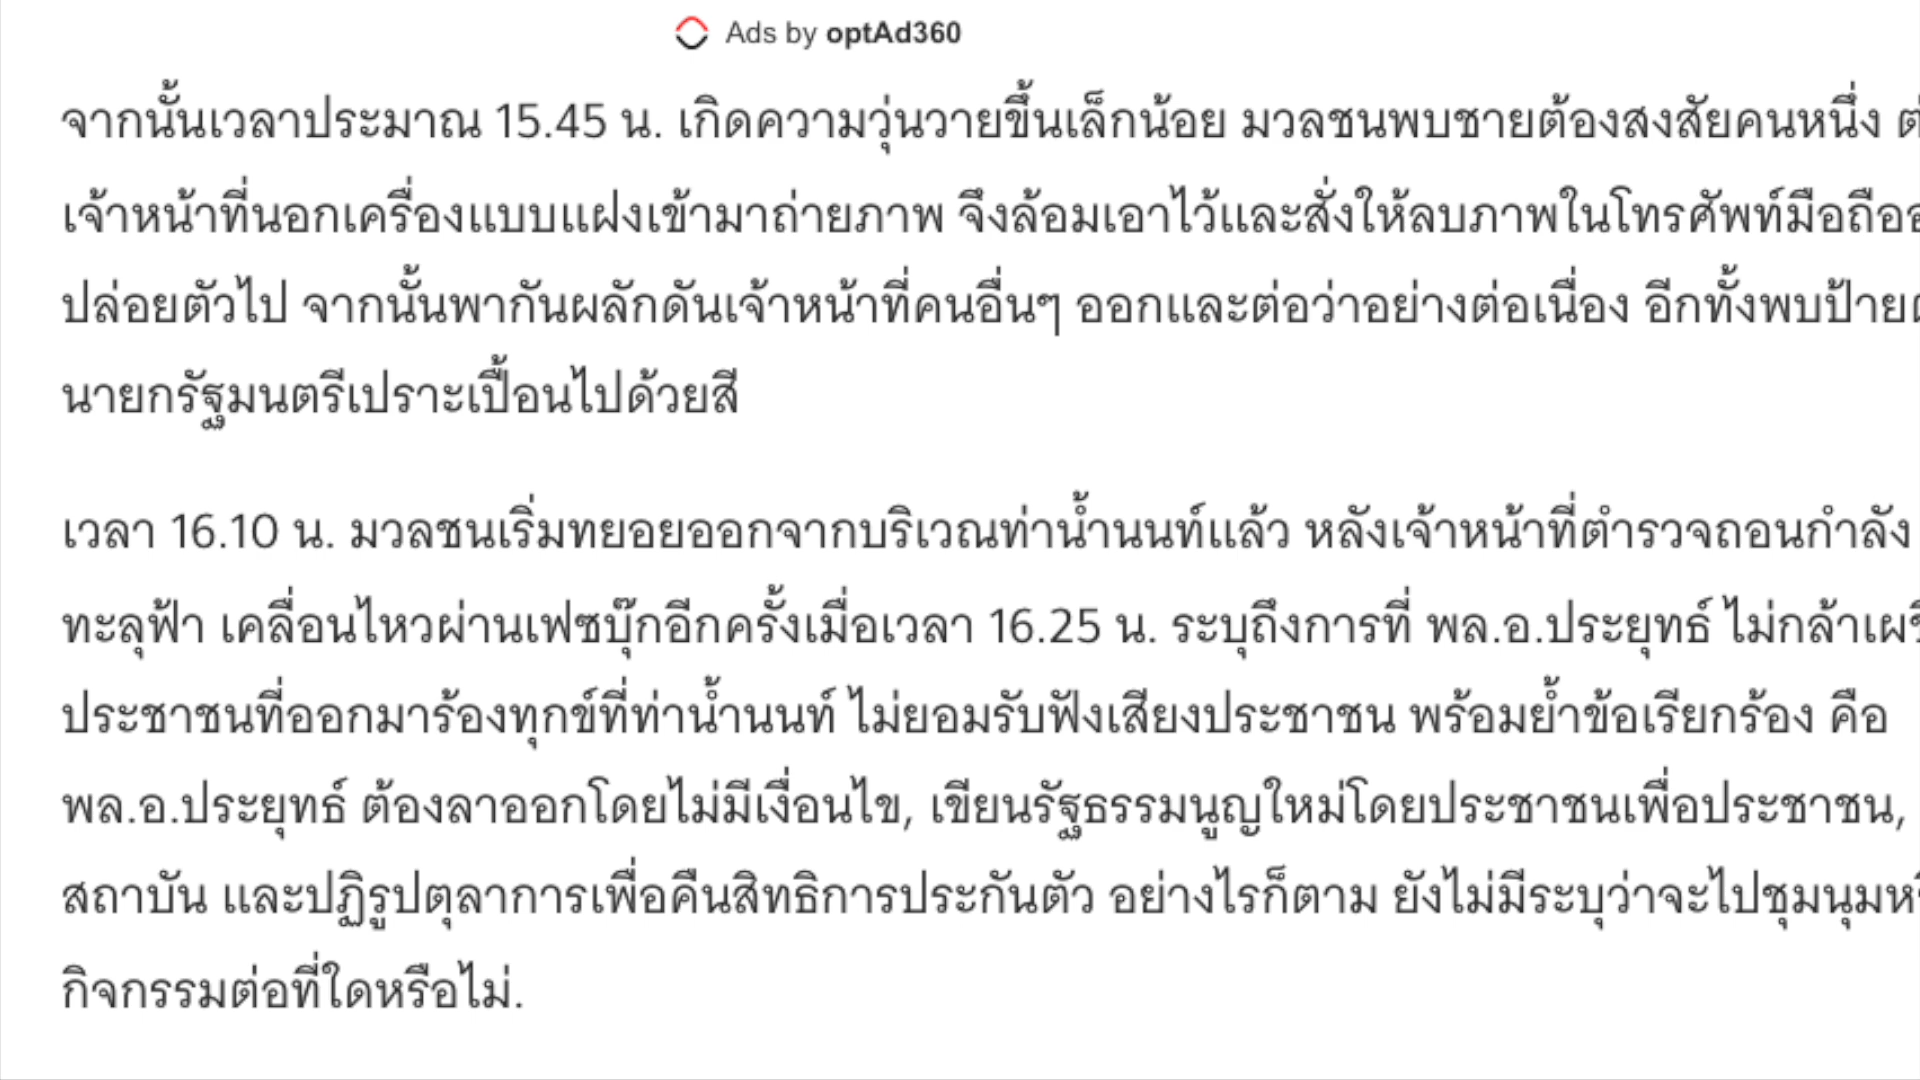 Ads by optAd360
จากนั้นเวลาประมาณ 15.45 น. เกิดความวุ่นวายขึ้นเล็กน้อย มวลชนพบชายต้องสงสัยคนหนึ่ง
เจ้าหน้าที่นอกเครื่องแบบแฝงเข้ามาถ่ายภาพ จึงล้อมเอาไว้และสั่งให้ลบภาพในโทรศัพท์มือถือ
ปล่อยตัวไป จากนั้นพากันผลักดันเจ้าหน้าที่คนอื่นๆ ออกและต่อว่าอย่างต่อเนื่อง อีกทั้งพบป้าย
นายกรัฐมนตรีเปราะเปื้อนไปด้วยสี
เวลา 16.10 น. มวลชนเริ่มทยอยออกจากบริเวณท่าน้ำนนท์แล้ว หลังเจ้าหน้าที่ตำรวจถอนกำลัง
ทะลุฟ้า เคลื่อนไหวผ่านเฟซบุ๊กอีกครั้งเมื่อเวลา 16.25 น. ระบุถึงการที่ พล.อ.ประยุทธ์ ไม่กล้า
ประชาชนที่ออกมาร้องทุกข์ที่ท่าน้ำนนท์ ไม่ยอมรับฟังเสียงประชาชน พร้อมย้ำข้อเรียกร้อง คือ
พล.อ.ประยุทธ์ ต้องลาออกโดยไม่มีเงื่อนไข, เขียนรัฐธรรมนูญใหม่โดยประชาชนเพื่อประชาชน,
สถาบัน และปฏิรูปตุลาการเพื่อคืนสิทธิการประกันตัว อย่างไรก็ตาม ยังไม่มีระบุว่าจะไปชุมนุม
กิจกรรมต่อที่ใดหรือไม่.